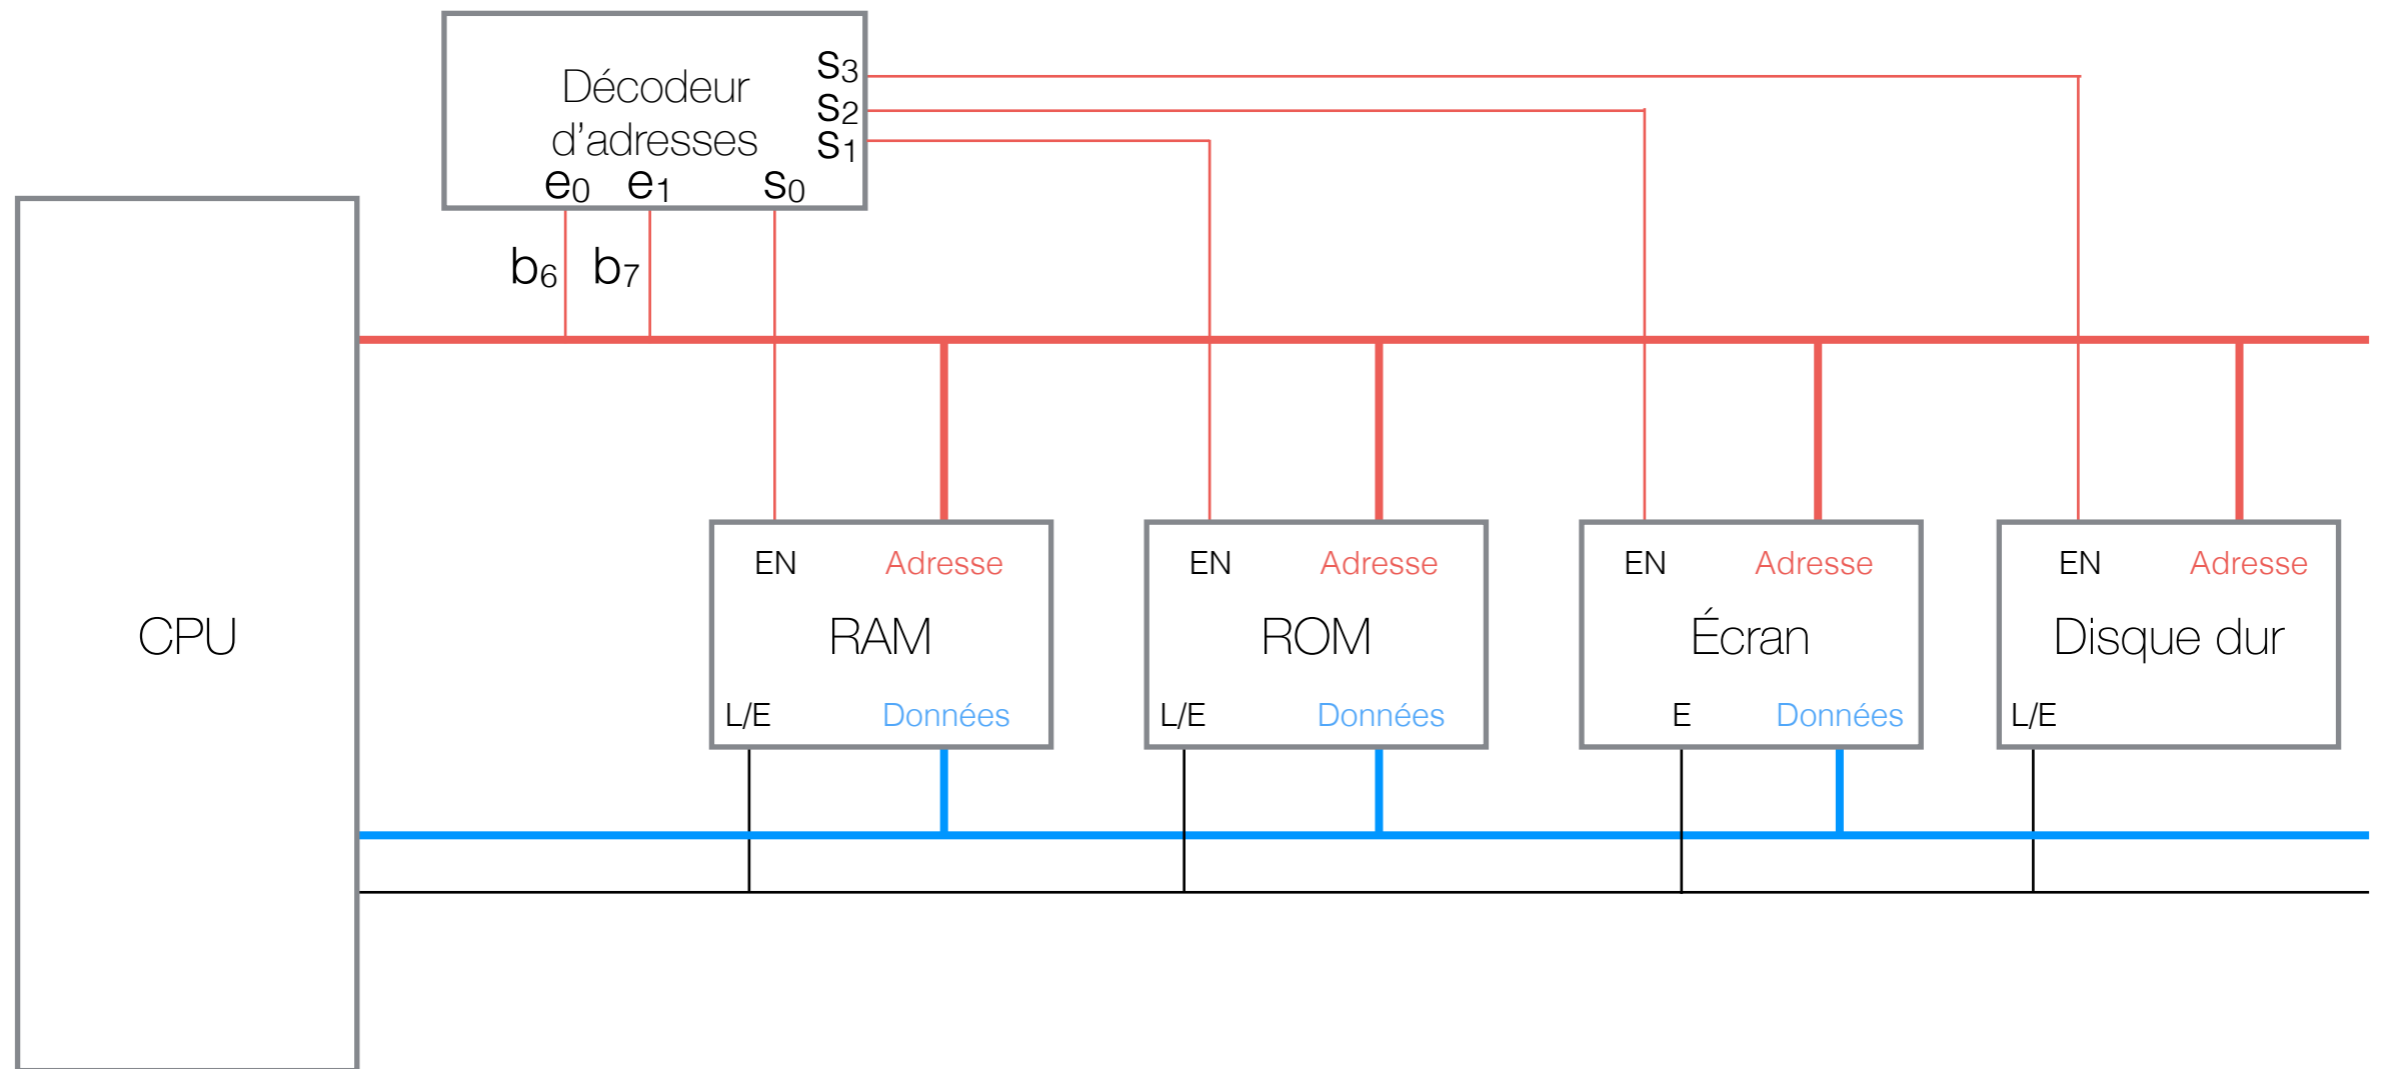 Décodeur
d'adresses
s3
s2
s1
e0 e1 s0
b6 b7
CPU
EN Adresse
RAM
L/E Données
EN Adresse
ROM
L/E Données
EN Adresse
Écran
E Données
EN Adresse
Disque dur
L/E